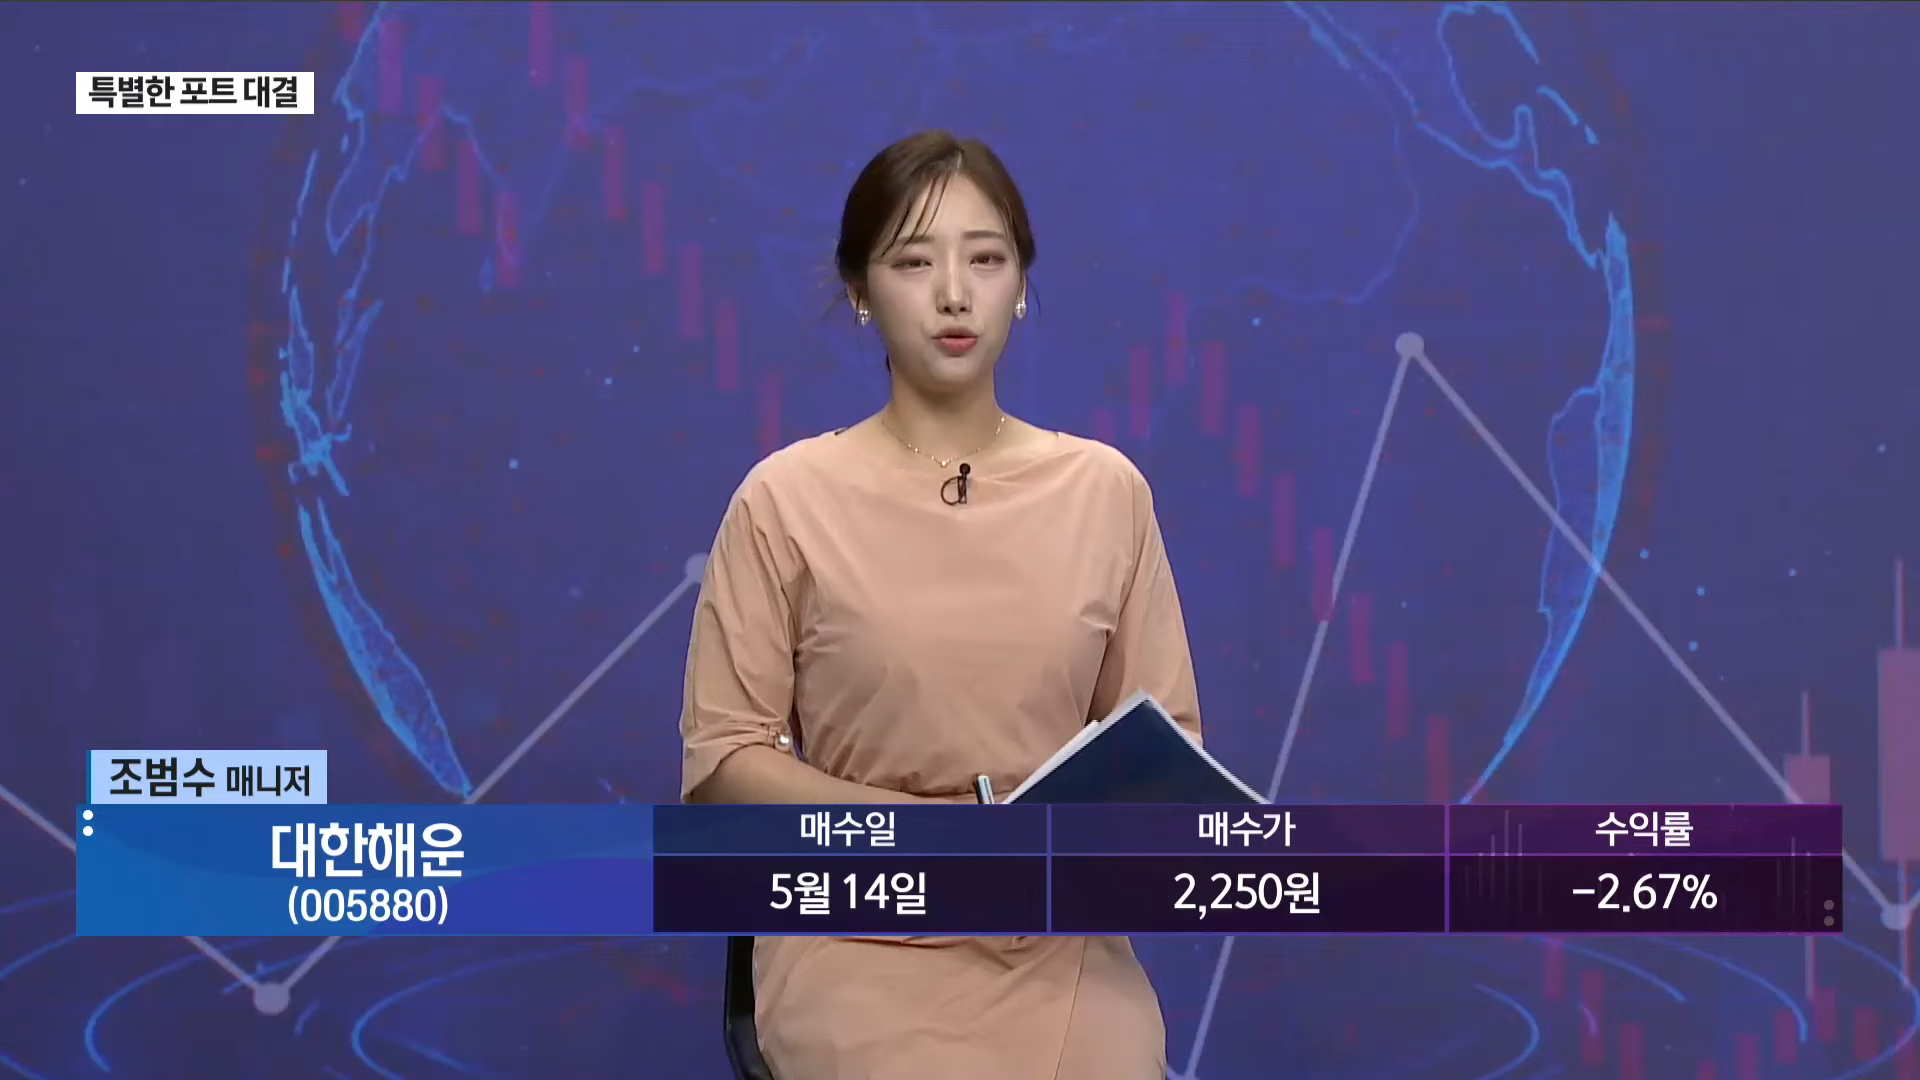 특별한 포트 대결
조범수 매니저
대한해운
(005880)
매수일
매수가
수익률
5월 14일
2,250원
-2.67%